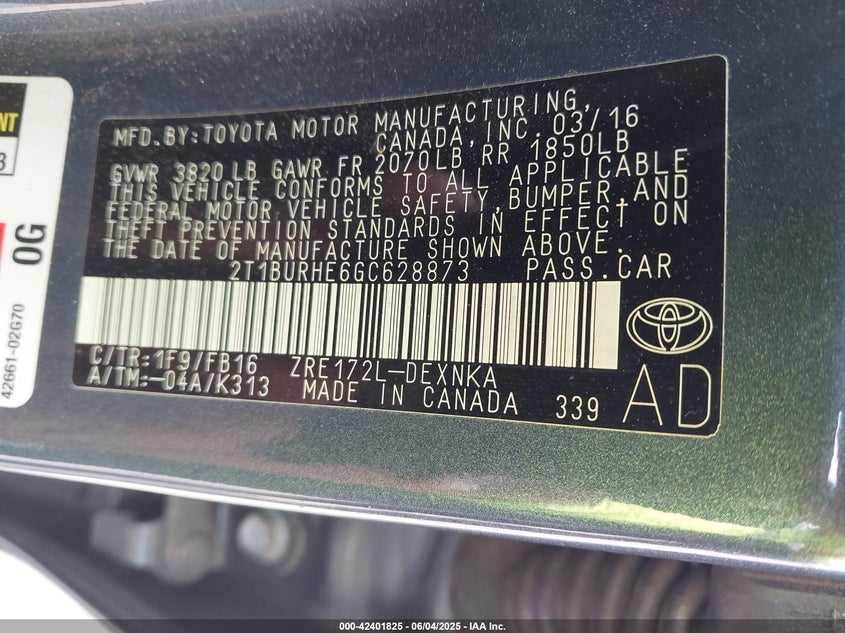 MFD.BY:TOYOTA MOTOR MANUFACTURING,
CANADA,INC. 03/16
GVWR 3820 LB GAWR FR 2070LB RR 1850LB
THIS VEHICLE CONFORMS TO ALL APPLICABLE
FEDERAL MOTOR VEHICLE SAFETY,BUMPER,AND
THEFT PREVENTION STANDARDS IN EFFECT ON
THE DATE OF MANUFACTURE SHOWN ABOVE.
2T1BURHE6GC628873 PASS.CAR
C/TR:1F9/FB16 ZRE172L-DEXNKA
A/TM:-04A/K313 MADE IN CANADA 339 AD
0G
42661-02G70
000-42401825 - 06/04/2025 - IAA Inc.